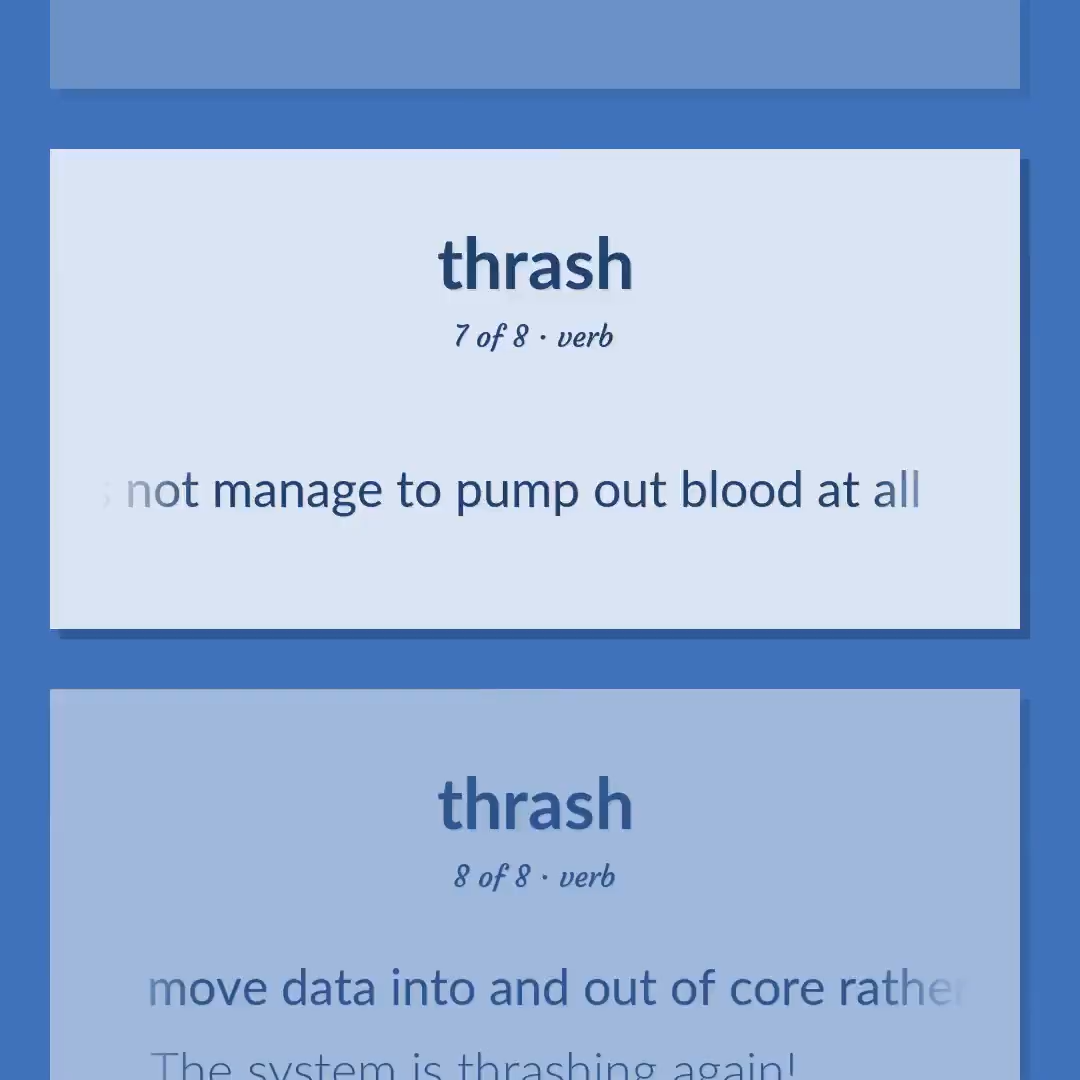 thrash
7 of 8 · verb
not manage to pump out blood at all
thrash
8 of 8 · verb
move data into and out of core rather
The system is thrashing again!